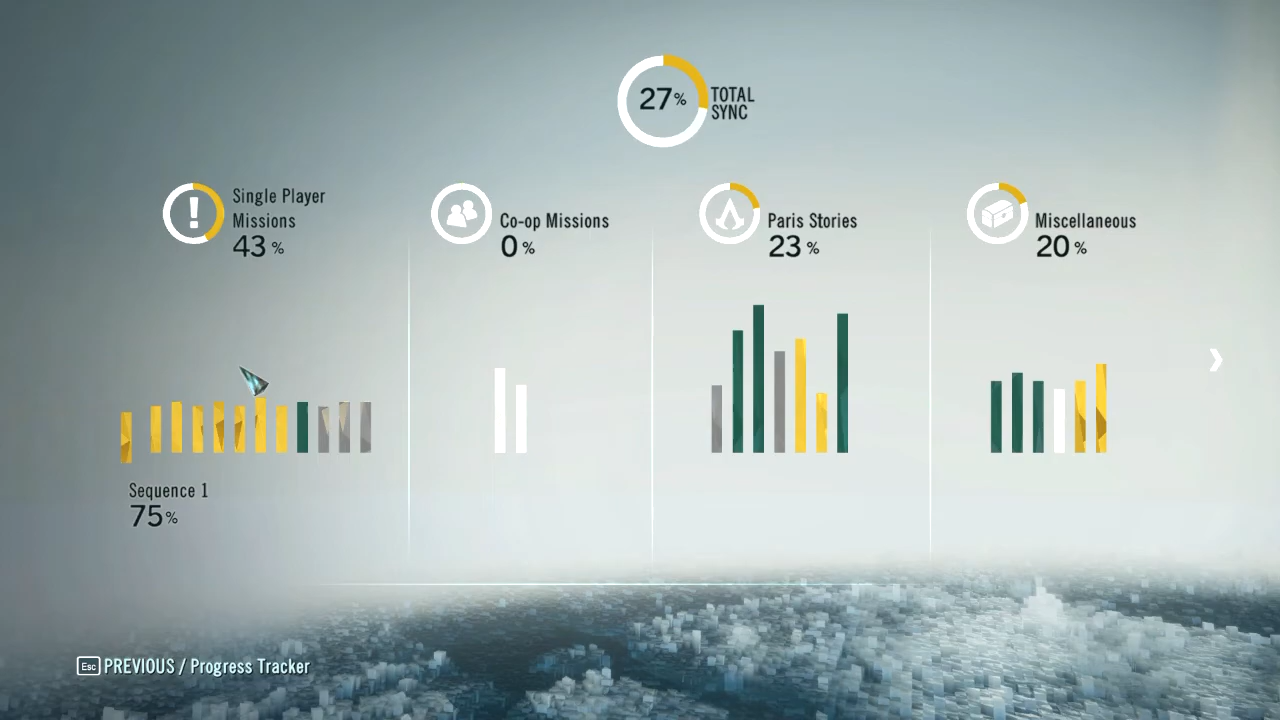 27%
TOTAL
SYNC
Single Player
Missions
43 %
Co-op Missions
0 %
Paris Stories
23 %
Miscellaneous
20 %
Sequence 1
75%
Esc PREVIOUS / Progress Tracker